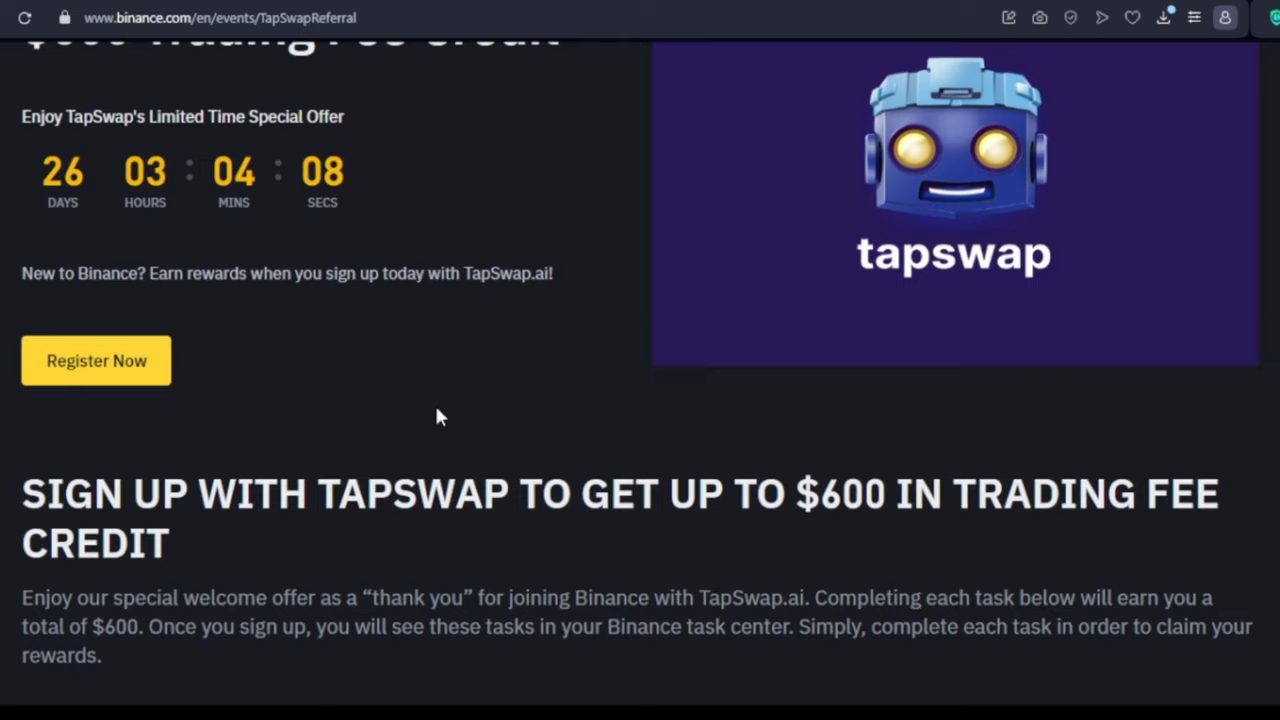 www.binance.com/en/events/TapSwapReferral
$600 Trading Fee Credit
Enjoy TapSwap's Limited Time Special Offer
26 03 : 04 : 08
DAYS HOURS MINS SECS
New to Binance? Earn rewards when you sign up today with TapSwap.ai!
Register Now
tapswap
SIGN UP WITH TAPSWAP TO GET UP TO $600 IN TRADING FEE
CREDIT
Enjoy our special welcome offer as a “thank you” for joining Binance with TapSwap.ai. Completing each task below will earn you a
total of $600. Once you sign up, you will see these tasks in your Binance task center. Simply, complete each task in order to claim your
rewards.